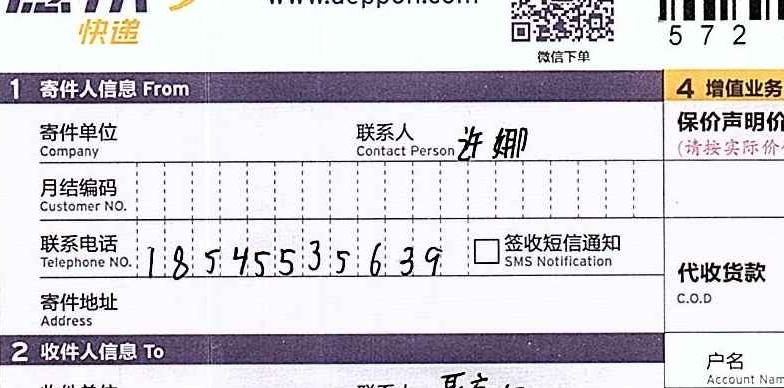 快递
www.deppon.com
微信下单
572
1 寄件人信息 From
4 增值业务
寄件单位
Company
联系人
Contact Person 许娜
保价声明价
(请按实际价
月结编码
Customer NO.
联系电话
Telephone NO. 18545535639
签收短信通知
SMS Notification
代收货款
C.O.D
寄件地址
Address
2 收件人信息 To
户名
Account Nam